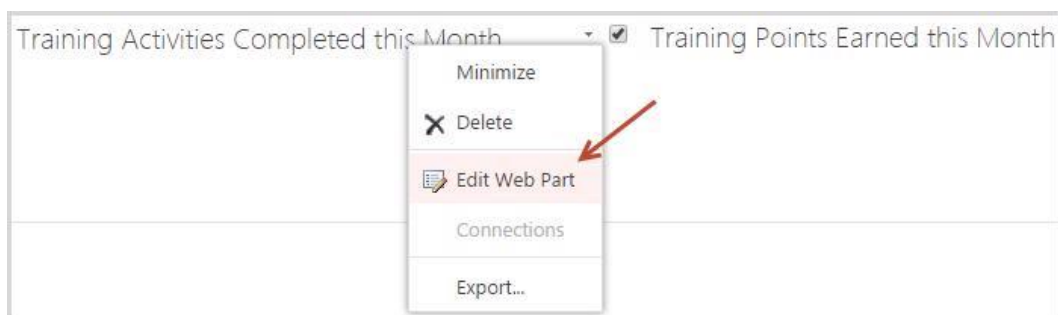 Training Activities Completed this Month
Training Points Earned this Month
Minimize
Delete
Edit Web Part
Connections
Export...